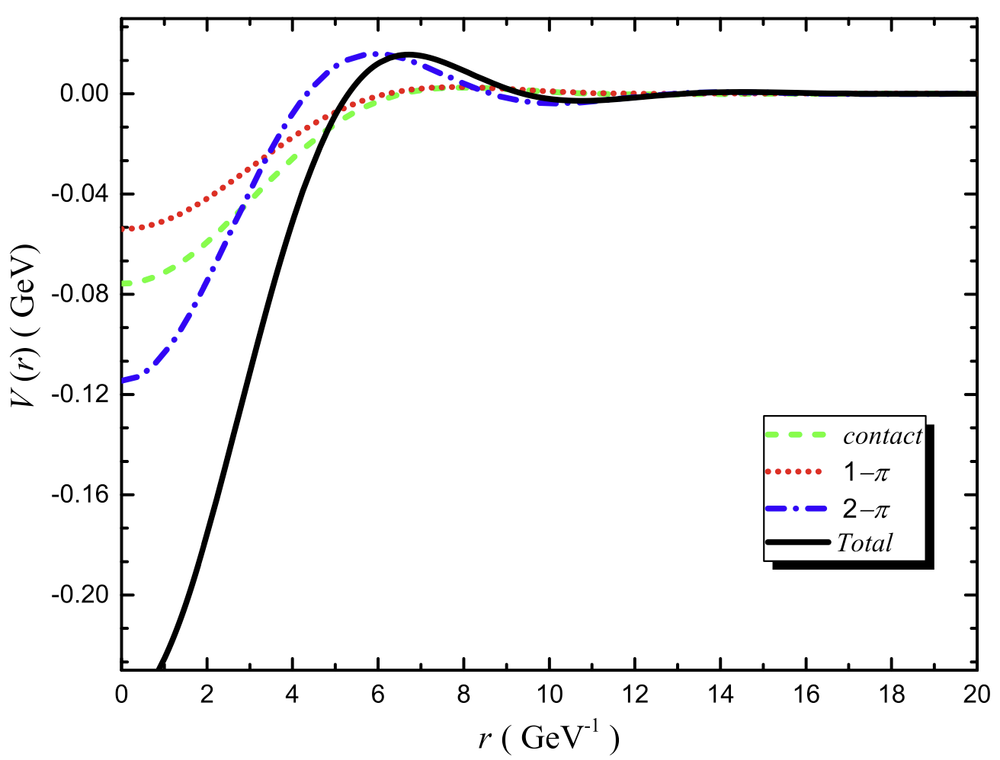 0.00
-0.04
-0.08
-0.12
-0.16
-0.20
V (r) ( GeV)
contact
1−π
2−π
Total
0 2 4 6 8 10 12 14 16 18 20
r ( GeV⁻¹ )